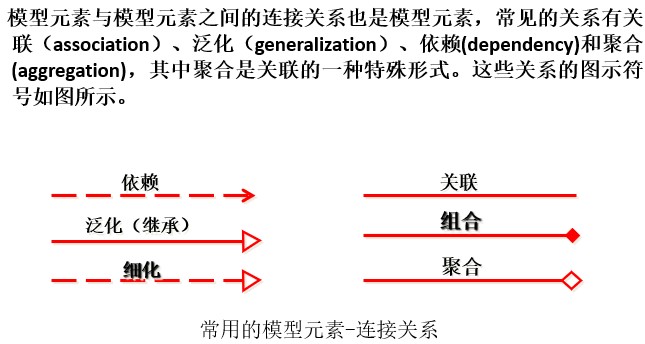 模型元素与模型元素之间的连接关系也是模型元素，常见的关系有关
联（association）、泛化（generalization）、依赖(dependency)和聚合
(aggregation)，其中聚合是关联的一种特殊形式。这些关系的图示符
号如图所示。
依赖
关联
泛化（继承）
组合
细化
聚合
常用的模型元素-连接关系